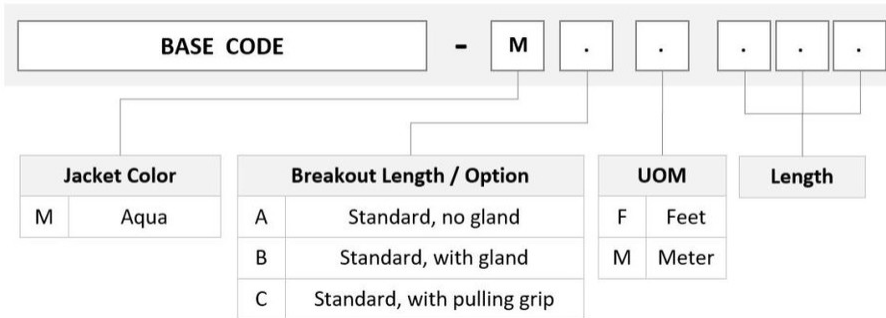 BASE CODE - M . . . . .
Jacket Color
M Aqua
Breakout Length / Option
A Standard, no gland
B Standard, with gland
C Standard, with pulling grip
UOM
F Feet
M Meter
Length